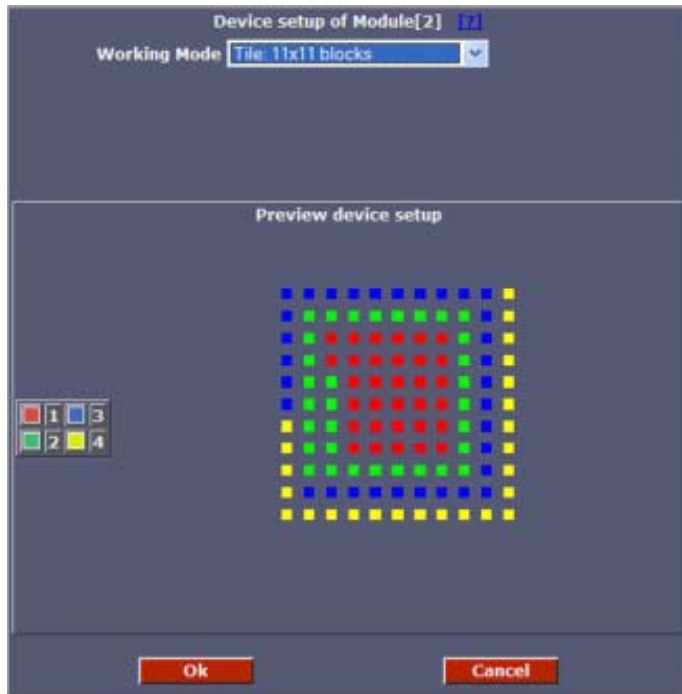 Device setup of Module[2] [?]
Working Mode Tile: 11x11 blocks
Preview device setup
1 3
2 4
Ok Cancel